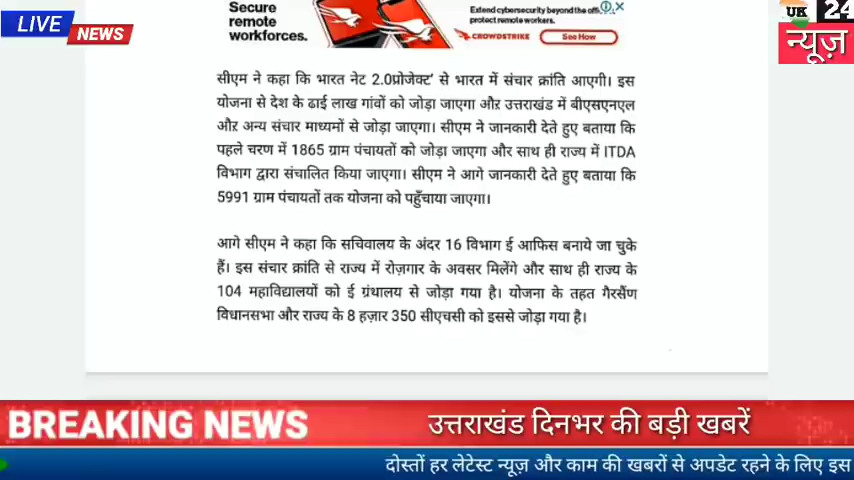 LIVE
NEWS
Secure
remote
workforces.
Extend cybersecurity beyond the
protect remote workers.
CROWDSTRIKE
See How
UK 24
न्यूज़
सीएम ने कहा कि भारत नेट 2.0प्रोजेक्ट’ से भारत में संचार क्रांति आएगी। इस
योजना से देश के ढाई लाख गांवों को जोड़ा जाएगा औऱ उत्तराखंड में बीएसएनएल
औऱ अन्य संचार माध्यमों से जोड़ा जाएगा। सीएम ने जानकारी देते हुए बताया कि
पहले चरण में 1865 ग्राम पंचायतों को जोड़ा जाएगा और साथ ही राज्य में ITDA
विभाग द्वारा संचालित किया जाएगा। सीएम ने आगे जानकारी देते हुए बताया कि
5991 ग्राम पंचायतों तक योजना को पहुँचाया जाएगा।
आगे सीएम ने कहा कि सचिवालय के अंदर 16 विभाग ई आफिस बनाये जा चुके
हैं। इस संचार क्रांति से राज्य में रोज़गार के अवसर मिलेंगे और साथ ही राज्य के
104 महाविद्यालयों को ई ग्रंथालय से जोड़ा गया है। योजना के तहत गैरसैंण
विधानसभा और राज्य के 8 हज़ार 350 सीएचसी को इससे जोड़ा गया है।
BREAKING NEWS
उत्तराखंड दिनभर की बड़ी खबरें
दोस्तों हर लेटेस्ट न्यूज़ और काम की खबरों से अपडेट रहने के लिए इस